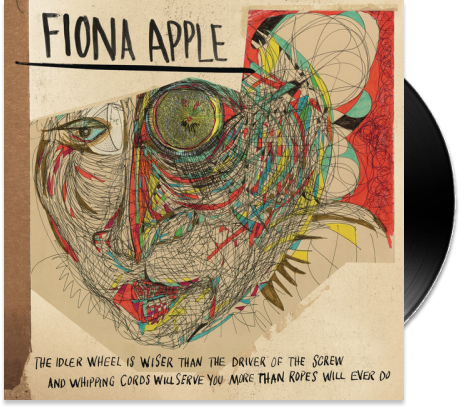 FIONA APPLE
THE IDLER WHEEL IS WISER THAN THE DRIVER OF THE SCREW
AND WHIPPING CORDS WILL SERVE YOU MORE THAN ROPES WILL EVER DO